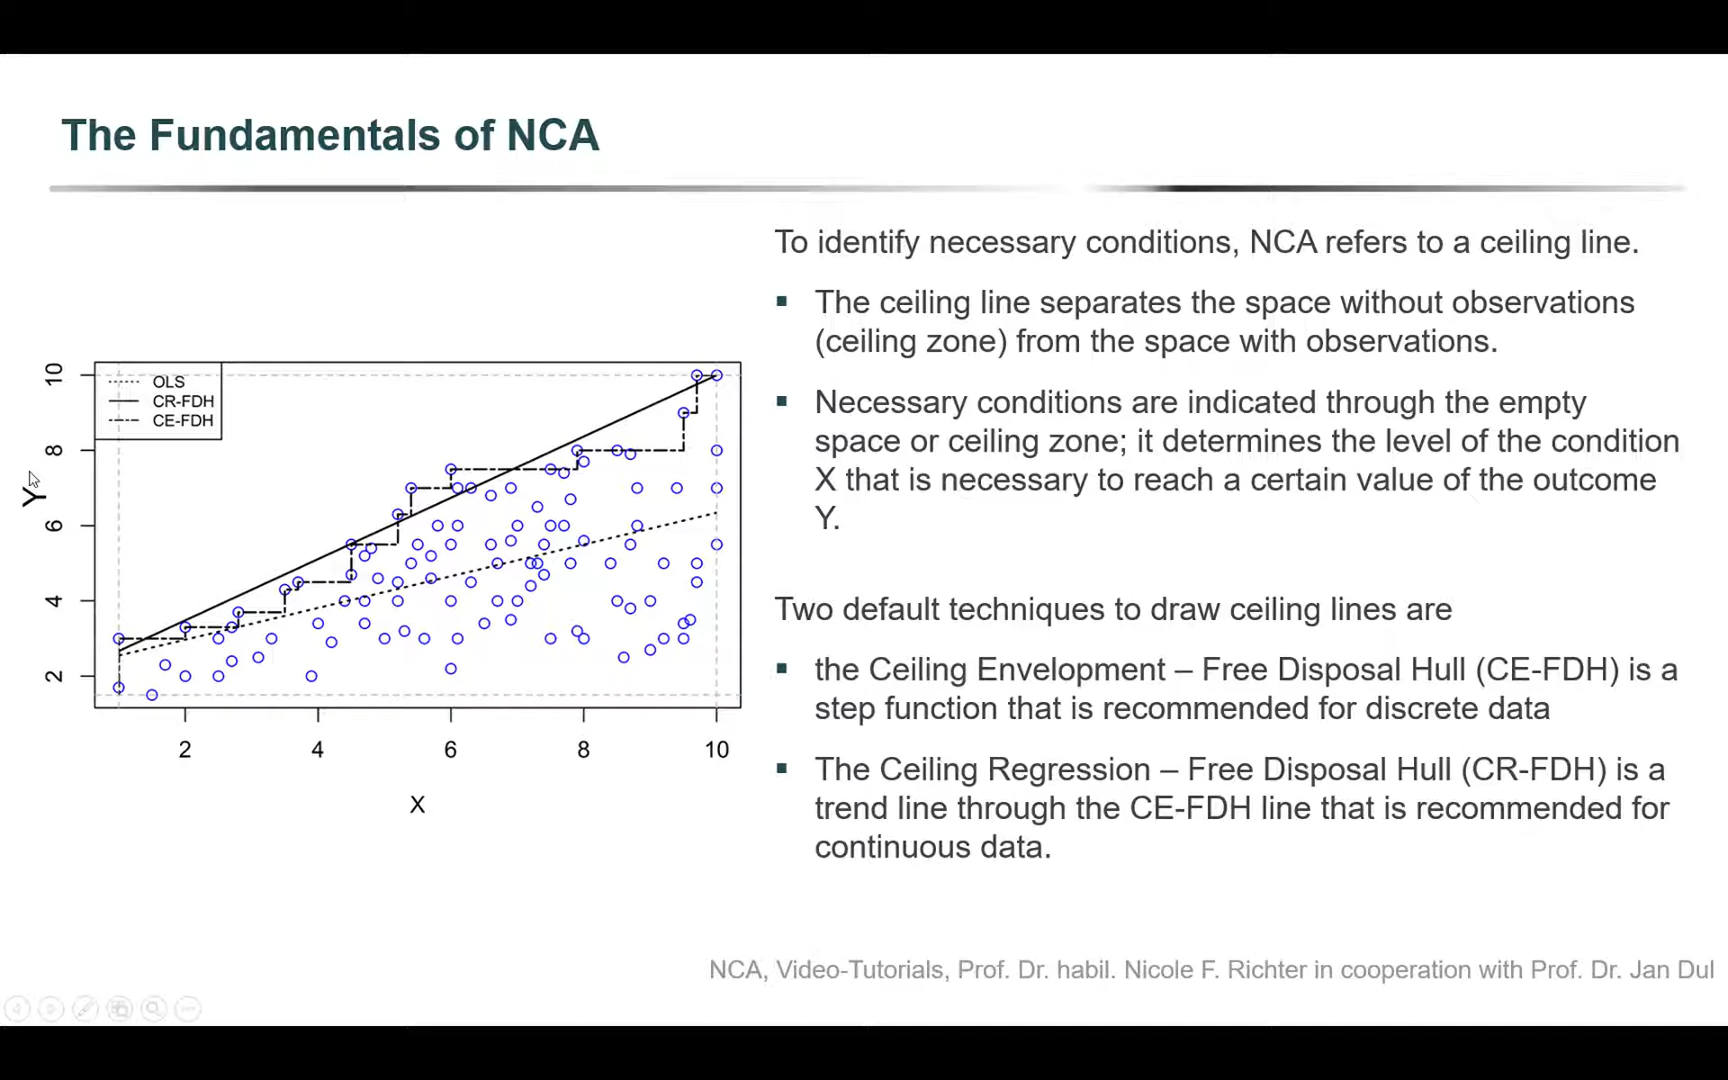 The Fundamentals of NCA
To identify necessary conditions, NCA refers to a ceiling line.
▪ The ceiling line separates the space without observations
(ceiling zone) from the space with observations.
▪ Necessary conditions are indicated through the empty
space or ceiling zone; it determines the level of the condition
X that is necessary to reach a certain value of the outcome
Y.
Two default techniques to draw ceiling lines are
▪ the Ceiling Envelopment – Free Disposal Hull (CE-FDH) is a
step function that is recommended for discrete data
▪ The Ceiling Regression – Free Disposal Hull (CR-FDH) is a
trend line through the CE-FDH line that is recommended for
continuous data.
OLS
CR-FDH
CE-FDH
Y
10
8
6
4
2
2 4 6 8 10
X
NCA, Video-Tutorials, Prof. Dr. habil. Nicole F. Richter in cooperation with Prof. Dr. Jan Dul